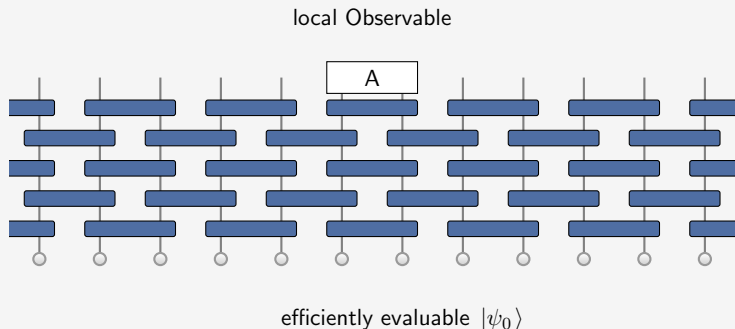 local Observable
A
efficiently evaluable |ψ₀⟩